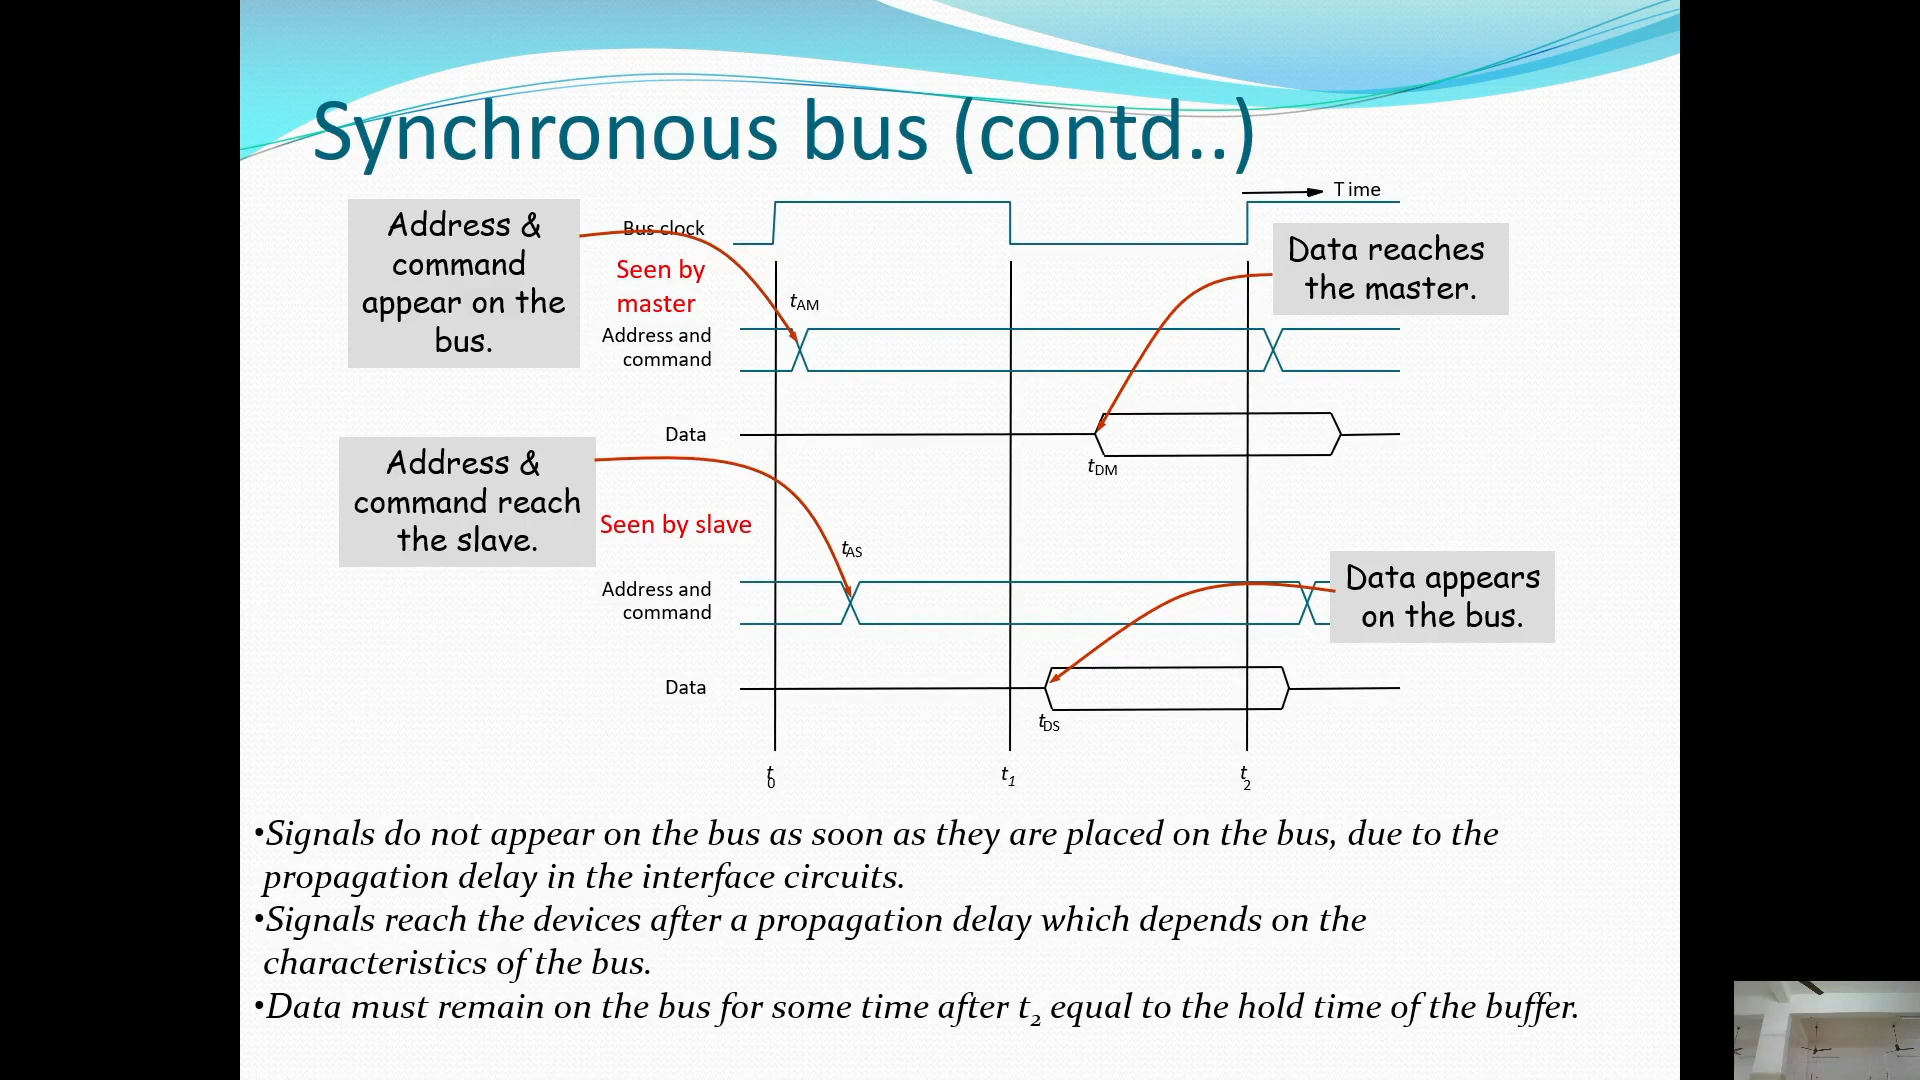 Synchronous bus (contd..)
Time
Address &
command
appear on the
bus.
Bus clock
Seen by
master
tAM
Address and
command
Data reaches
the master.
Data
tDM
Address &
command reach
the slave.
Seen by slave
tAS
Address and
command
Data appears
on the bus.
Data
tDS
t0
t1
t2
•Signals do not appear on the bus as soon as they are placed on the bus, due to the
propagation delay in the interface circuits.
•Signals reach the devices after a propagation delay which depends on the
characteristics of the bus.
•Data must remain on the bus for some time after t2 equal to the hold time of the buffer.